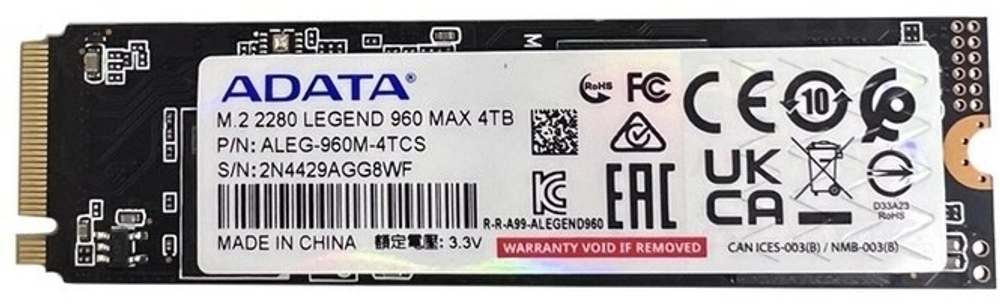 ADATA®
M.2 2280 LEGEND 960 MAX 4TB
P/N: ALEG-960M-4TCS
S/N: 2N4429AGG8WF
MADE IN CHINA 額定電壓: 3.3V
RoHS FC CE 10
UK CA
EAC
R-R-A99-ALEGEND960
WARRANTY VOID IF REMOVED
D33A23
RoHS
CAN ICES-003(B) / NMB-003(B)
M